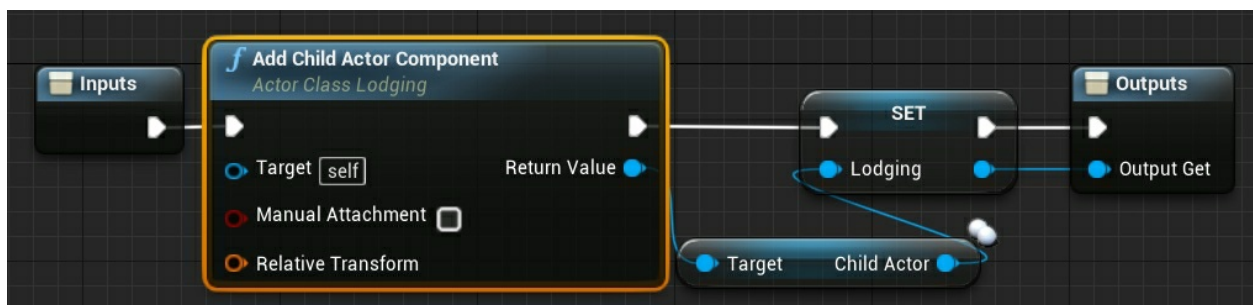 Inputs
Add Child Actor Component
Actor Class Lodging
Target self
Return Value
Manual Attachment
Relative Transform
SET
Lodging
Target Child Actor
Outputs
Output Get